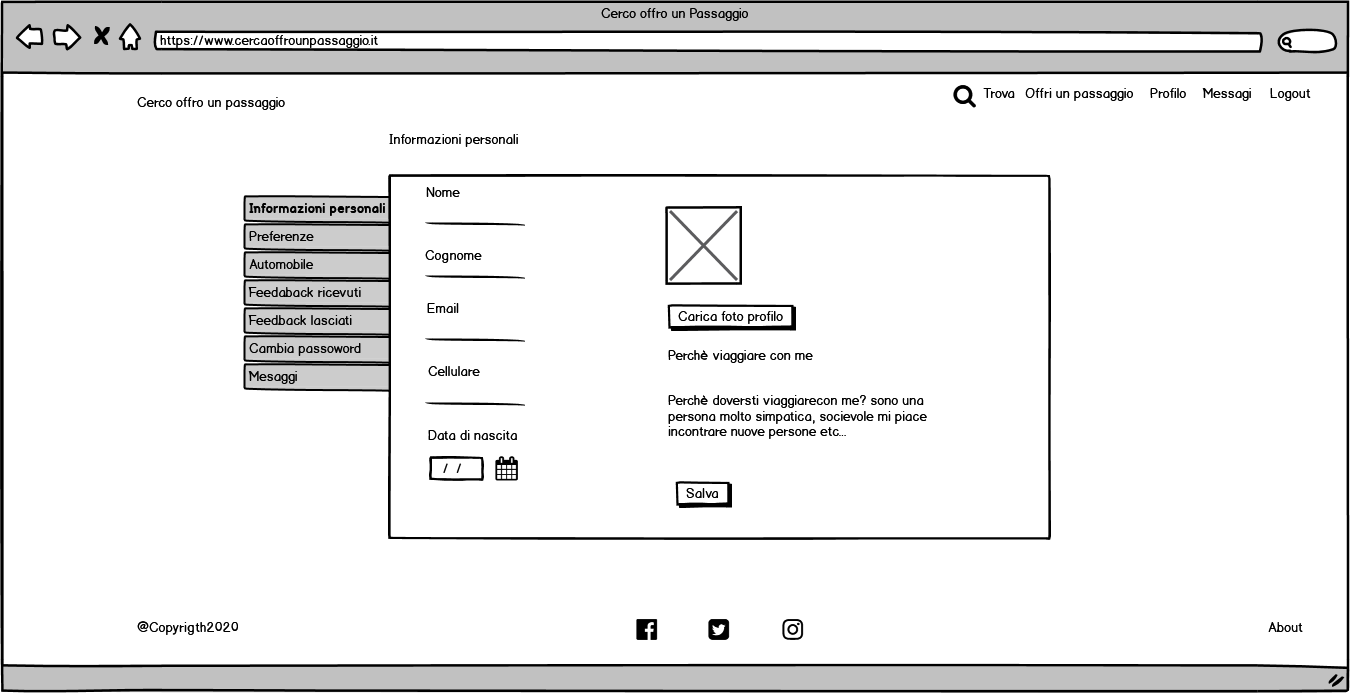 Cerco offro un Passaggio
https://www.cercaoffrounpassaggio.it
Cerco offro un passaggio
Trova Offri un passaggio Profilo Messagi Logout
Informazioni personali
Informazioni personali
Preferenze
Automobile
Feedaback ricevuti
Feedback lasciati
Cambia passoword
Mesaggi
Nome
Cognome
Email
Cellulare
Data di nascita
/ /
Carica foto profilo
Perchè viaggiare con me
Perchè doversti viaggiarecon me? sono una
persona molto simpatica, socievole mi piace
incontrare nuove persone etc...
Salva
@Copyrigth2020
About